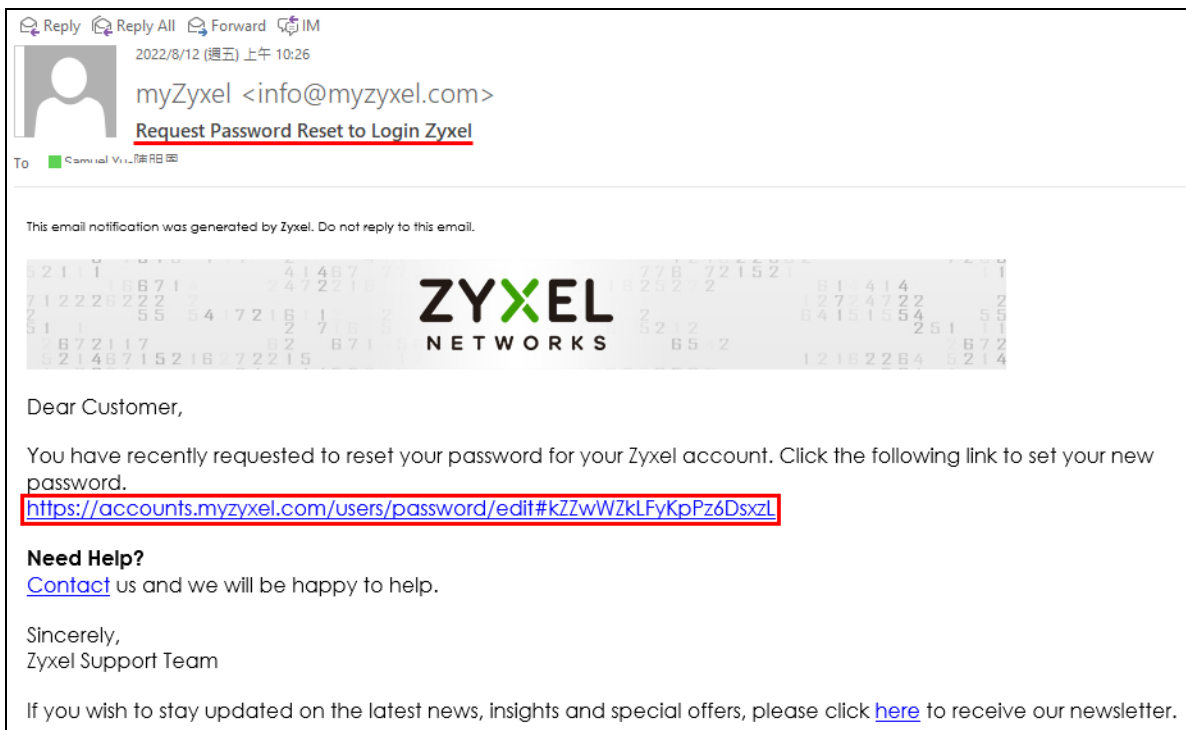 Reply Reply All Forward IM
2022/8/12 (週五) 上午 10:26
myZyxel <info@myzyxel.com>
Request Password Reset to Login Zyxel
To Samuel Yu-
This email notification was generated by Zyxel. Do not reply to this email.
ZYXEL
NETWORKS
Dear Customer,
You have recently requested to reset your password for your Zyxel account. Click the following link to set your new
password.
https://accounts.myzyxel.com/users/password/edit#kZZwWZkLFyKpPz6DsxzL
Need Help?
Contact us and we will be happy to help.
Sincerely,
Zyxel Support Team
If you wish to stay updated on the latest news, insights and special offers, please click here to receive our newsletter.